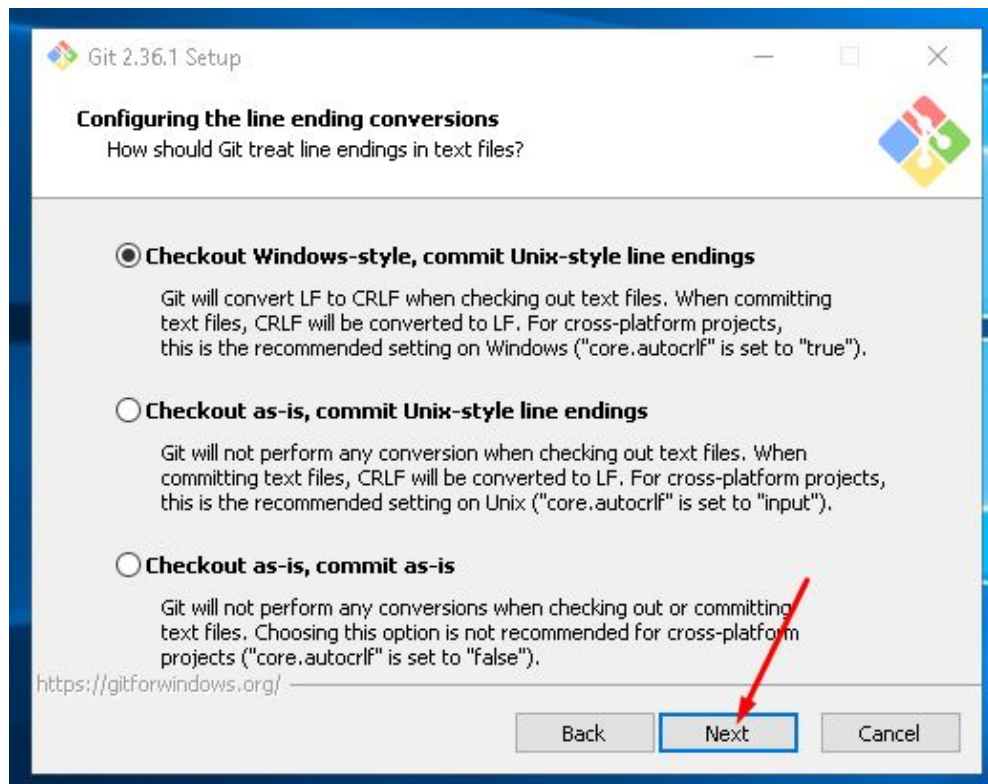 Git 2.36.1 Setup
Configuring the line ending conversions
How should Git treat line endings in text files?
Checkout Windows-style, commit Unix-style line endings
Git will convert LF to CRLF when checking out text files. When committing
text files, CRLF will be converted to LF. For cross-platform projects,
this is the recommended setting on Windows ("core.autocrlf" is set to "true").
Checkout as-is, commit Unix-style line endings
Git will not perform any conversion when checking out text files. When
committing text files, CRLF will be converted to LF. For cross-platform projects,
this is the recommended setting on Unix ("core.autocrlf" is set to "input").
Checkout as-is, commit as-is
Git will not perform any conversions when checking out or committing
text files. Choosing this option is not recommended for cross-platform
projects ("core.autocrlf" is set to "false").
https://gitforwindows.org/
Back Next Cancel